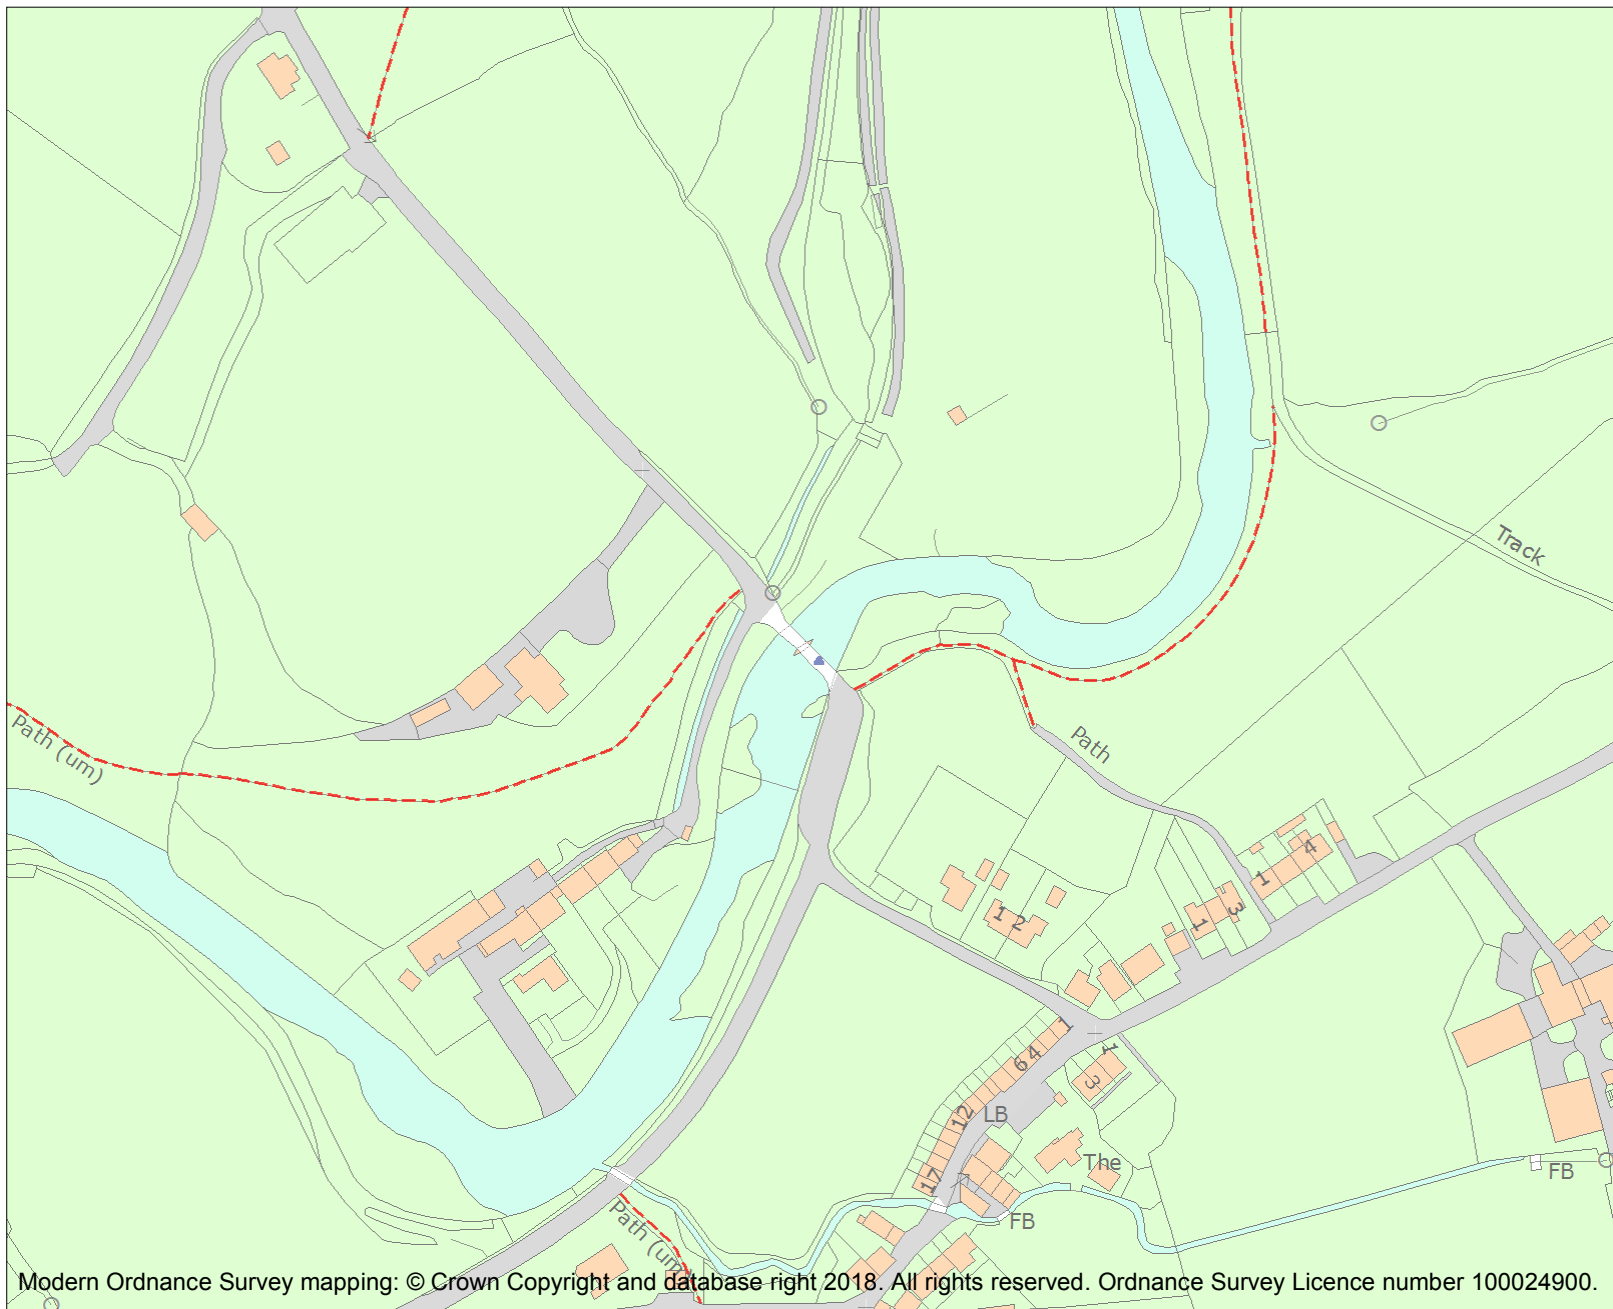 Track
Path (um)
Path
4
1
1 2
3
1
1
6 4
1
3
12
LB
The
17
FB
FB
Path (um)
Modern Ordnance Survey mapping: © Crown Copyright and database right 2018. All rights reserved. Ordnance Survey Licence number 100024900.